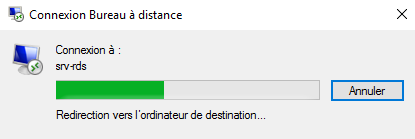 Connexion Bureau à distance
Connexion à :
srv-rds
Annuler
Redirection vers l'ordinateur de destination...